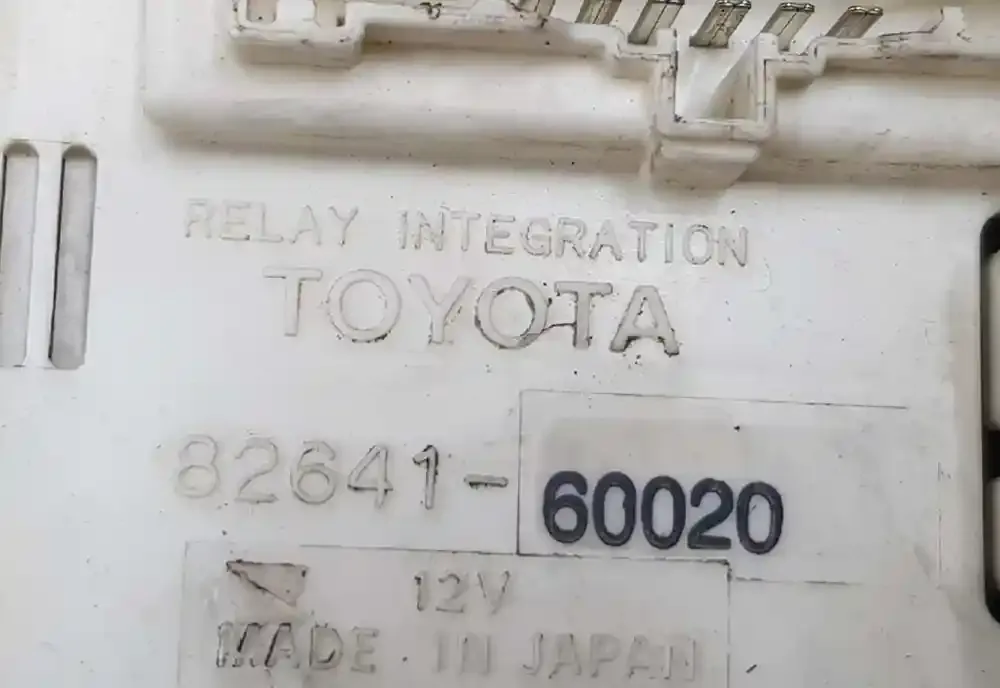 RELAY INTEGRATION
TOYOTA
82641-60020
12V
MADE IN JAPAN